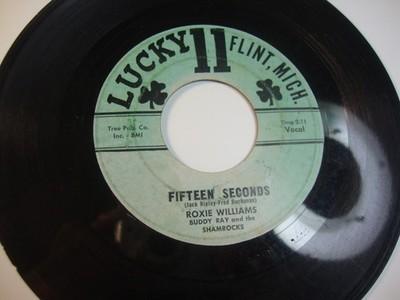 LUCKY 11 FLINT, MICH.
Tree Pub. Co.
Inc. - BMI
Time 2:11
Vocal
FIFTEEN SECONDS
(Jack Ripley-Fred Buchanan)
ROXIE WILLIAMS
BUDDY RAY and the
SHAMROCKS